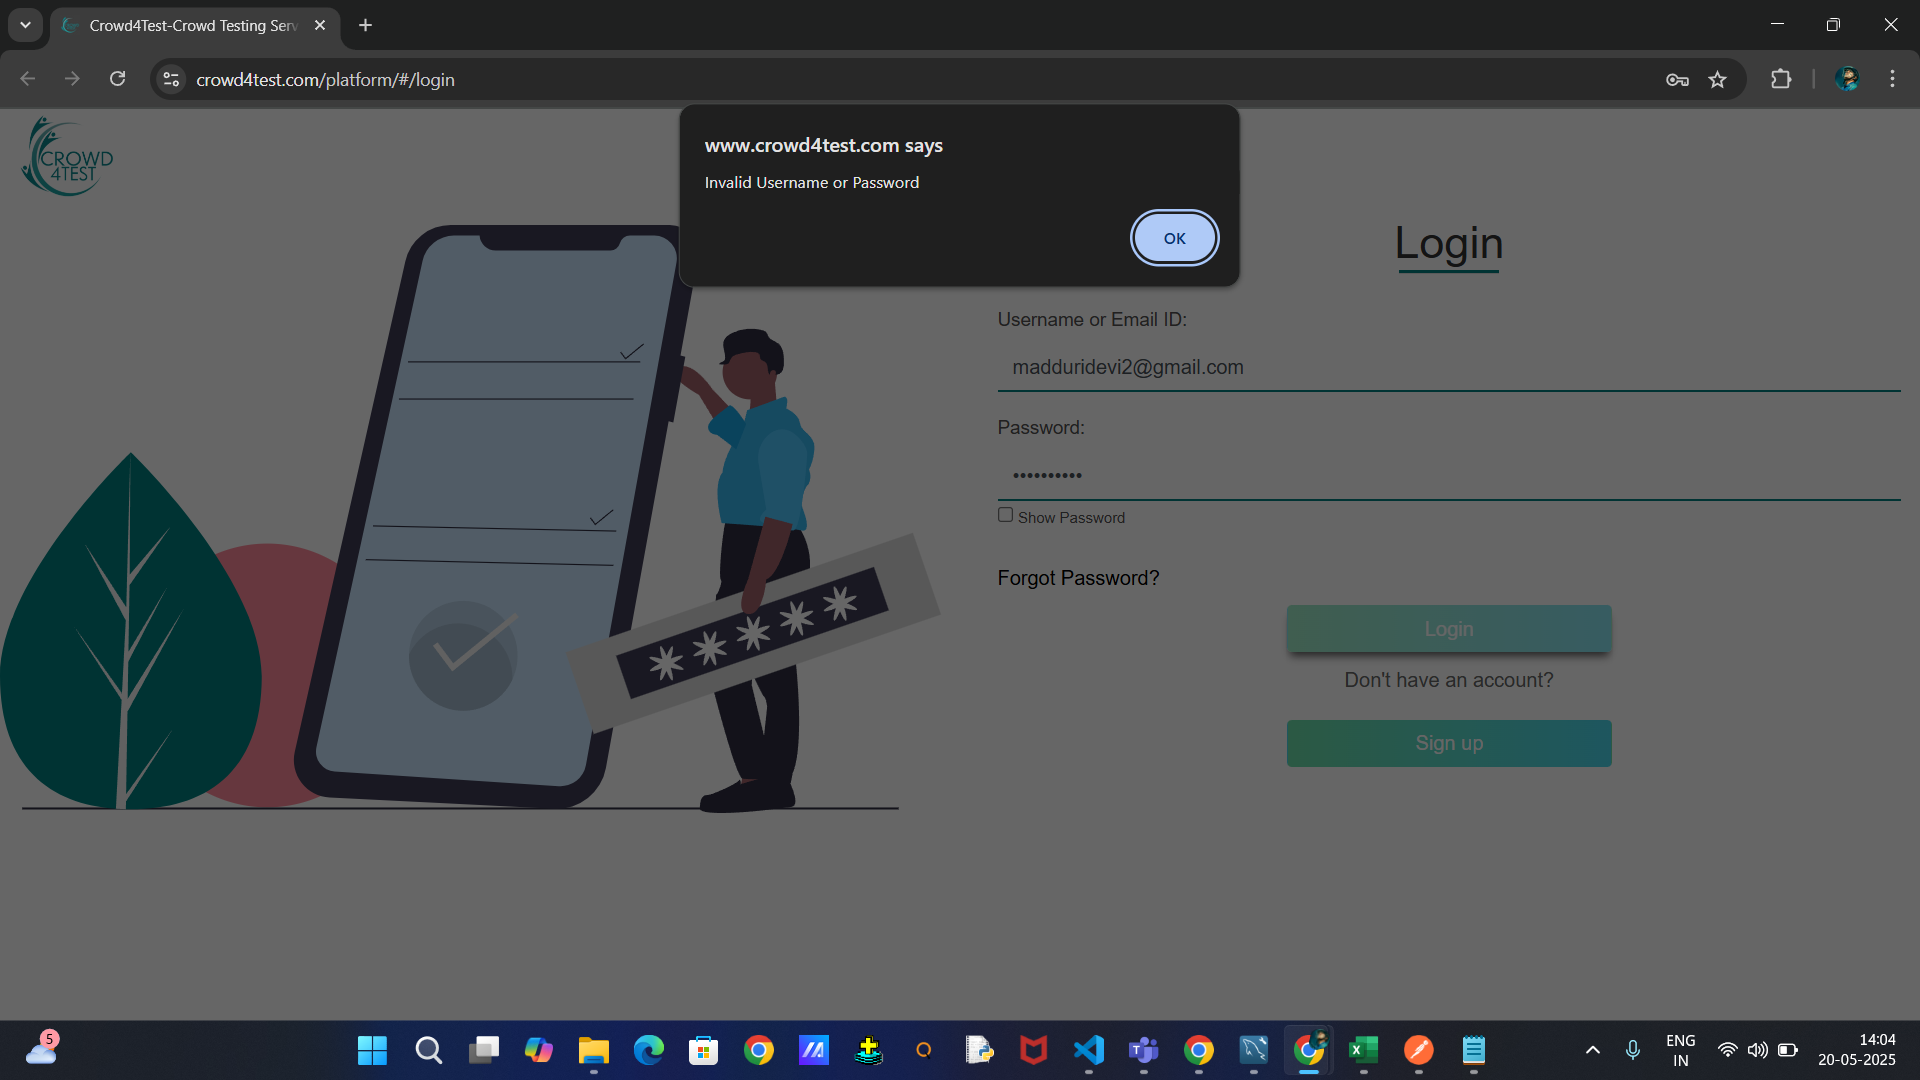 Crowd4Test-Crowd Testing Serv
crowd4test.com/platform/#/login
CROWD
4TEST
www.crowd4test.com says
Invalid Username or Password
OK
Login
Username or Email ID:
madduridevi2@gmail.com
Password:
••••••••••
Show Password
Forgot Password?
Login
Don't have an account?
Sign up
5
ENG
IN
14:04
20-05-2025